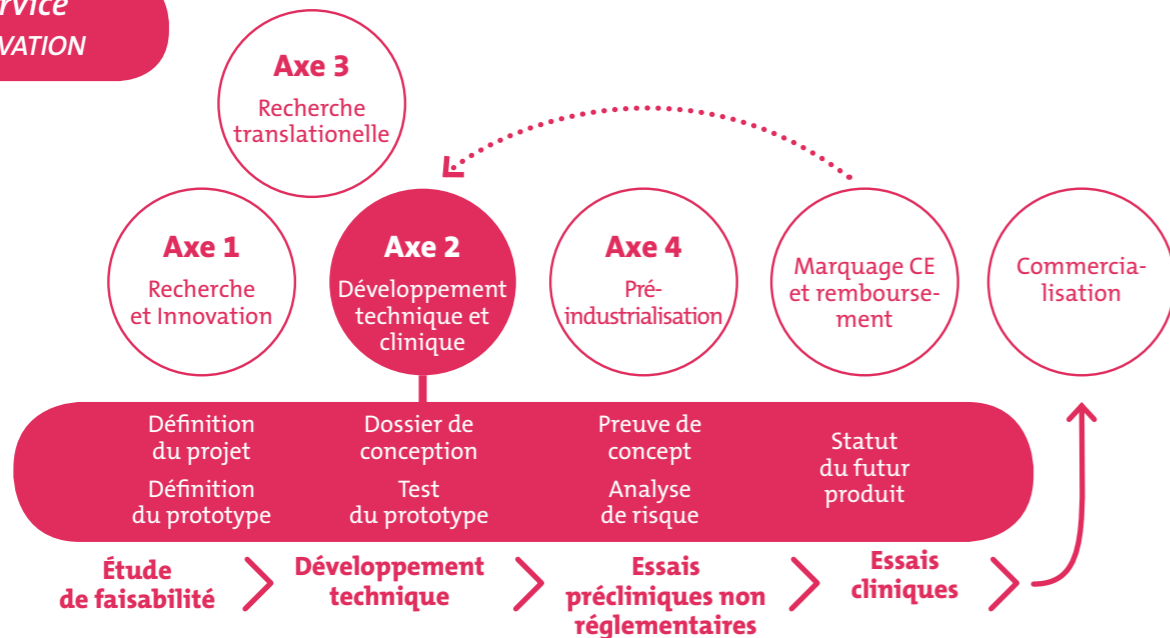 VATION
Axe 3
Recherche
translationelle
Axe 1
Recherche
et Innovation
Axe 2
Développement
technique et
clinique
Axe 4
Pré-
industrialisation
Marquage CE
et rembourse-
ment
Commercia-
lisation
Définition
du projet
Définition
du prototype
Dossier de
conception
Test
du prototype
Preuve de
concept
Analyse
de risque
Statut
du futur
produit
Étude
de faisabilité
Développement
technique
Essais
précliniques non
réglementaires
Essais
cliniques